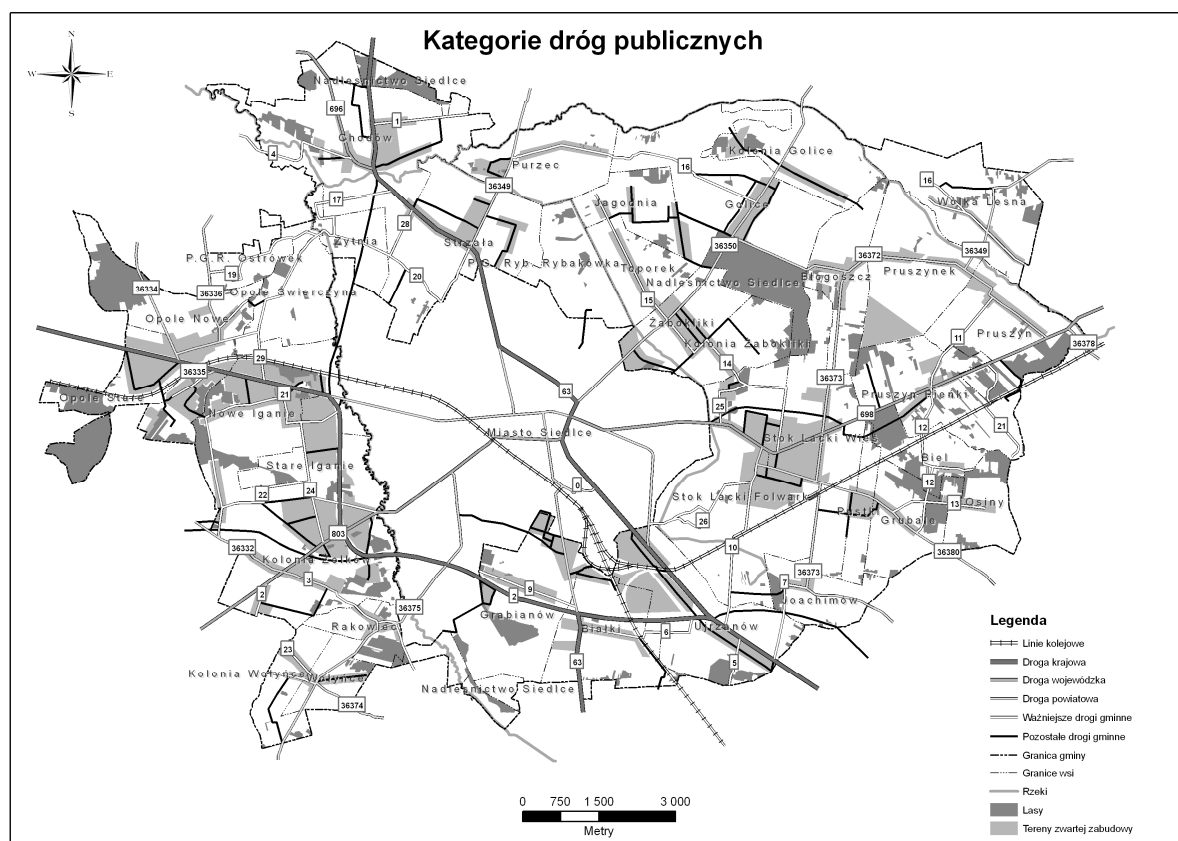 Kategorie dróg publicznych
N
W E
S
Nadleśnictwo Siedlce
696
1
Chodów
4
Purzec
Kolonia Golice
16
16
36349
17
Jagodnia
Golice
Wólka Leśna
28
Żytnia
Strzała
36350
36372
36349
P.G.R. Ostrówek
P.G. Ryb. Rybakówka
Toporek
Błogoszcz
Pruszynek
19
20
Nadleśnictwo Siedlce
36334
36336
Opole Świerczyna
15
Opole Nowe
Żabokliki
Pruszyn
Kolonia Żabokliki
11
36378
29
14
36335
36373
21
63
Opole Stare
Pruszyn Pieńki
Nowe Iganie
25
698
Miasto Siedlce
12
21
Stok Lacki Wieś
Stare Iganie
Biel
0
12
22
24
Stok Lacki Folwark
13
Osiny
Grubale
26
803
36332
10
36380
3
7
36373
2
9
2
Joachimów
36375
Grabianów
Rakowiec
Białki
6
Ujrzanów
23
63
5
Nadleśnictwo Siedlce
36374
Legenda
Linie kolejowe
Droga krajowa
Droga wojewódzka
Droga powiatowa
Ważniejsze drogi gminne
Pozostałe drogi gminne
Granica gminy
Granice wsi
Rzeki
Lasy
Tereny zwartej zabudowy
0 750 1 500 3 000
Metry